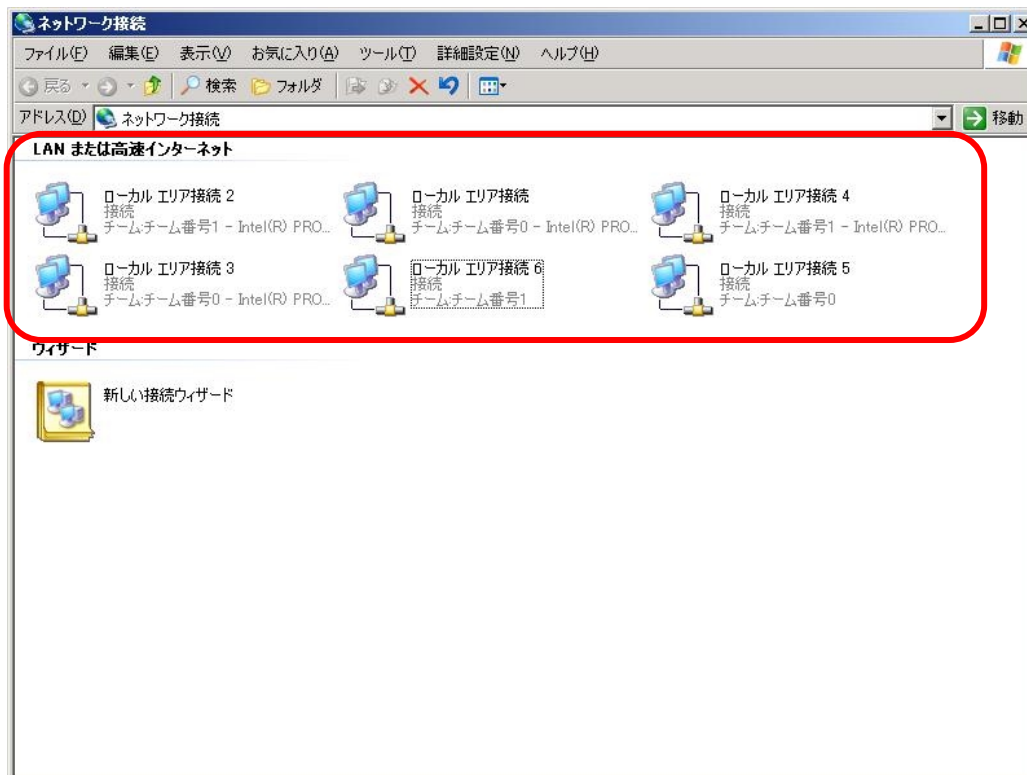 ネットワーク接続
ファイル(F) 編集(E) 表示(V) お気に入り(A) ツール(T) 詳細設定(N) ヘルプ(H)
戻る 検索 フォルダ
アドレス(D) ネットワーク接続 移動
LAN または高速インターネット
ローカル エリア接続 2
接続
チーム:チーム番号1 - Intel(R) PRO...
ローカル エリア接続
接続
チーム:チーム番号0 - Intel(R) PRO...
ローカル エリア接続 4
接続
チーム:チーム番号1 - Intel(R) PRO...
ローカル エリア接続 3
接続
チーム:チーム番号0 - Intel(R) PRO...
ローカル エリア接続 6
接続
チーム:チーム番号1
ローカル エリア接続 5
接続
チーム:チーム番号0
ウィザード
新しい接続ウィザード